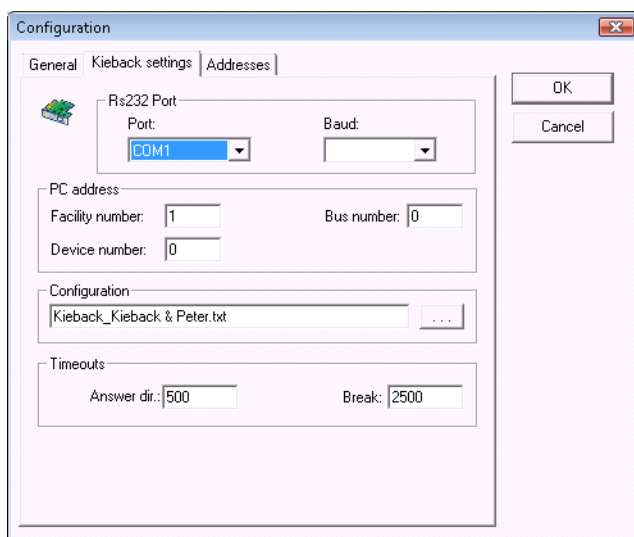 Configuration
General Kieback settings Addresses
OK
Cancel
Rs232 Port
Port: Baud:
COM1
PC address
Facility number: 1 Bus number: 0
Device number: 0
Configuration
Kieback_Kieback & Peter.txt ...
Timeouts
Answer dir.: 500 Break: 2500